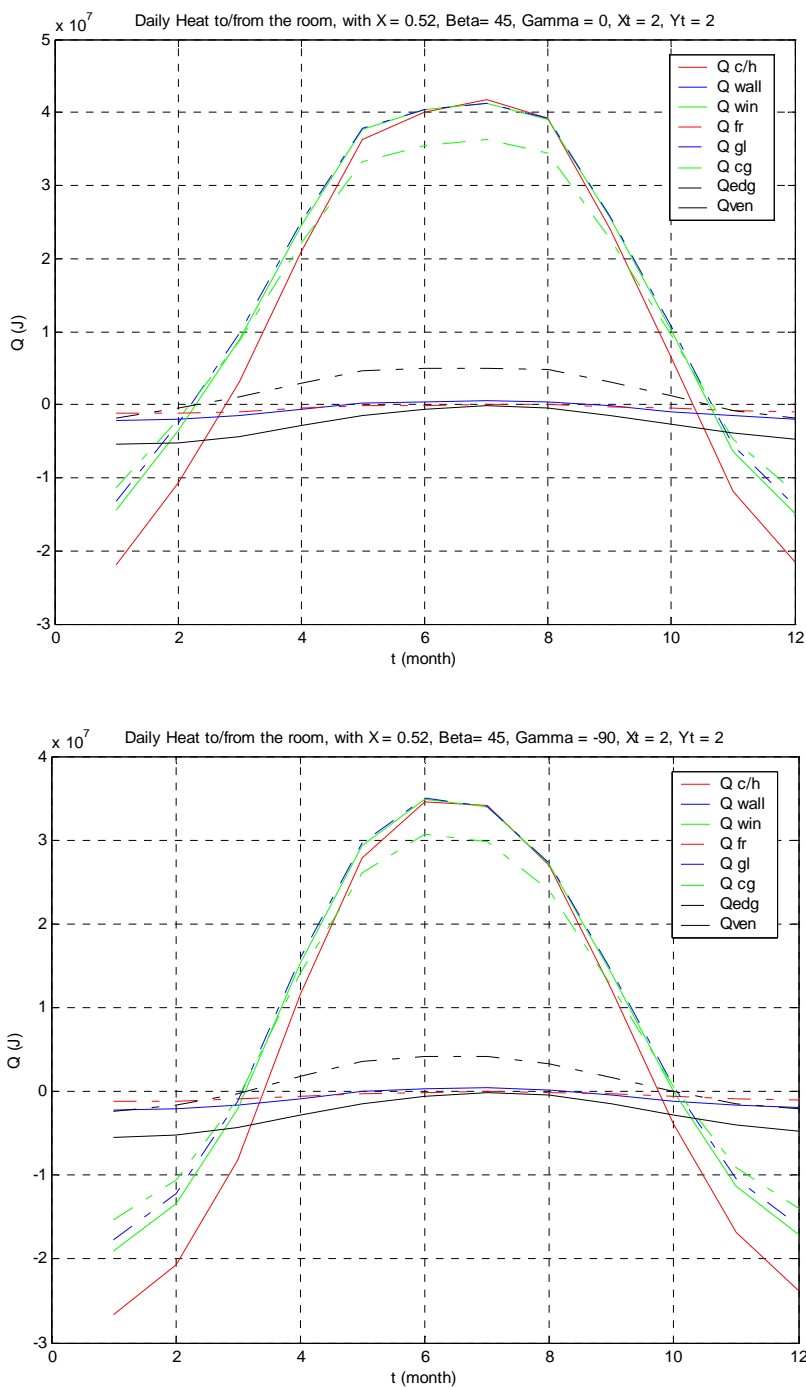 Daily Heat to/from the room, with X = 0.52, Beta= 45, Gamma = 0, Xt = 2, Yt = 2
x 10^7
5
4
3
2
1
0
-1
-2
-3
Q (J)
0 2 4 6 8 10 12
t (month)
Q c/h
Q wall
Q win
Q fr
Q gl
Q cg
Qedg
Qven
Daily Heat to/from the room, with X = 0.52, Beta= 45, Gamma = -90, Xt = 2, Yt = 2
x 10^7
4
3
2
1
0
-1
-2
-3
Q (J)
0 2 4 6 8 10 12
t (month)
Q c/h
Q wall
Q win
Q fr
Q gl
Q cg
Qedg
Qven